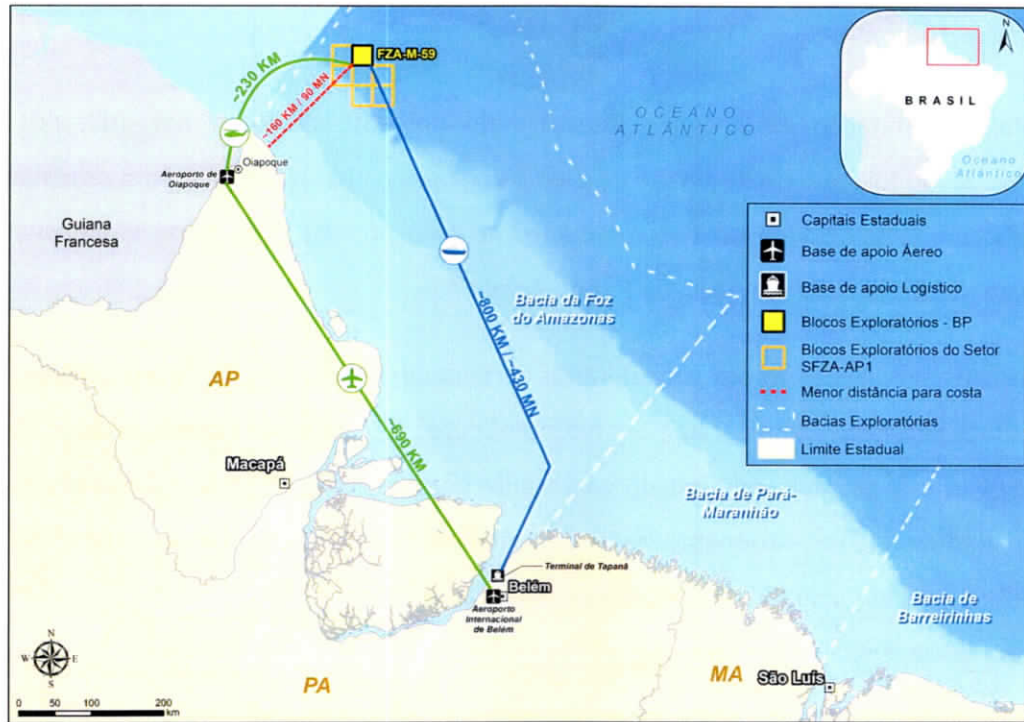 FZA-M-59
~230 KM
~160 KM / 90 MN
Oiapoque
Aeroporto de
Oiapoque
Guiana
Francesa
OCEANO
ATLÂNTICO
N
BRASIL
Oceano
Atlântico
Capitais Estaduais
Base de apoio Áereo
Base de apoio Logístico
Blocos Exploratórios - BP
Blocos Exploratórios do Setor
SFZA-AP1
Menor distância para costa
Bacias Exploratórias
Limite Estadual
Bacia da Foz
do Amazonas
~800 KM / ~430 MN
AP
~690 KM
Macapá
Bacia de Pará-
Maranhão
Terminal de Tapanã
Belém
Aeroporto
Internacional
de Belém
Bacia de
Barreirinhas
PA
MA
São Luís
N
W
E
S
0 50 100 200
km